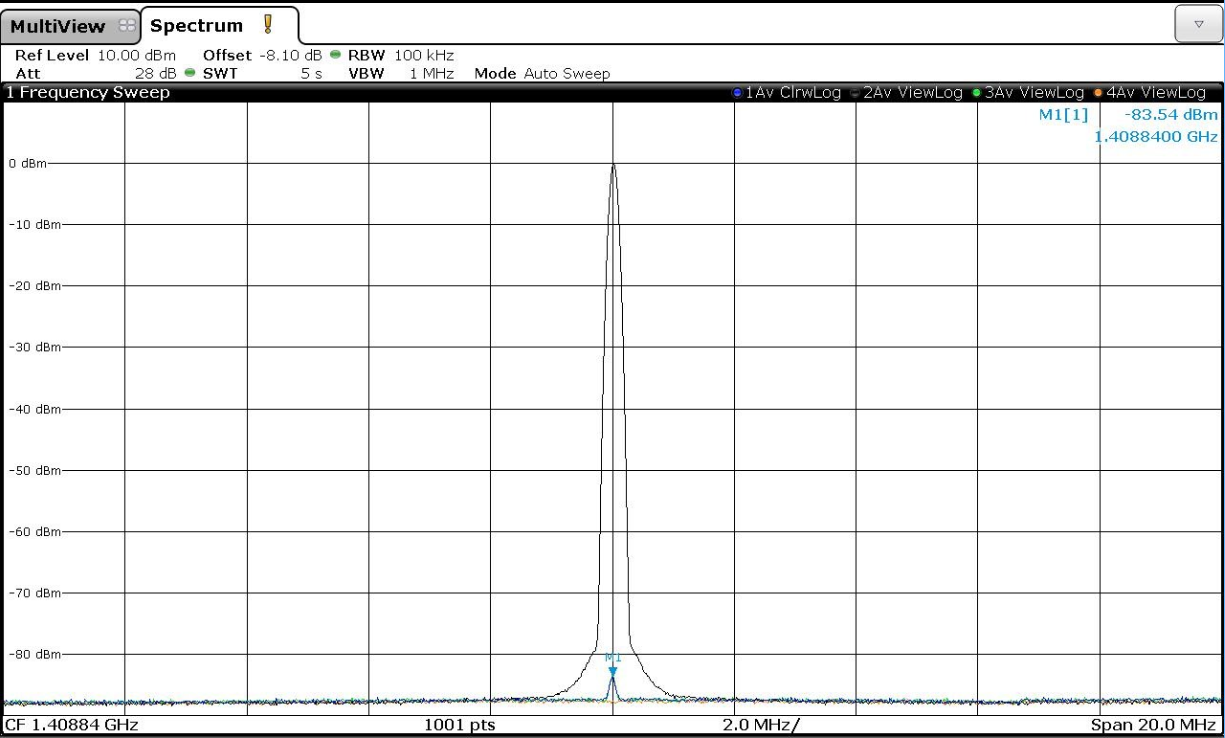 MultiView Spectrum
Ref Level 10.00 dBm Offset -8.10 dB RBW 100 kHz
Att 28 dB SWT 5 s VBW 1 MHz Mode Auto Sweep
1 Frequency Sweep 1Av ClrwLog 2Av ViewLog 3Av ViewLog 4Av ViewLog
M1[1] -83.54 dBm
1.4088400 GHz
0 dBm
-10 dBm
-20 dBm
-30 dBm
-40 dBm
-50 dBm
-60 dBm
-70 dBm
-80 dBm
M1
CF 1.40884 GHz 1001 pts 2.0 MHz/ Span 20.0 MHz